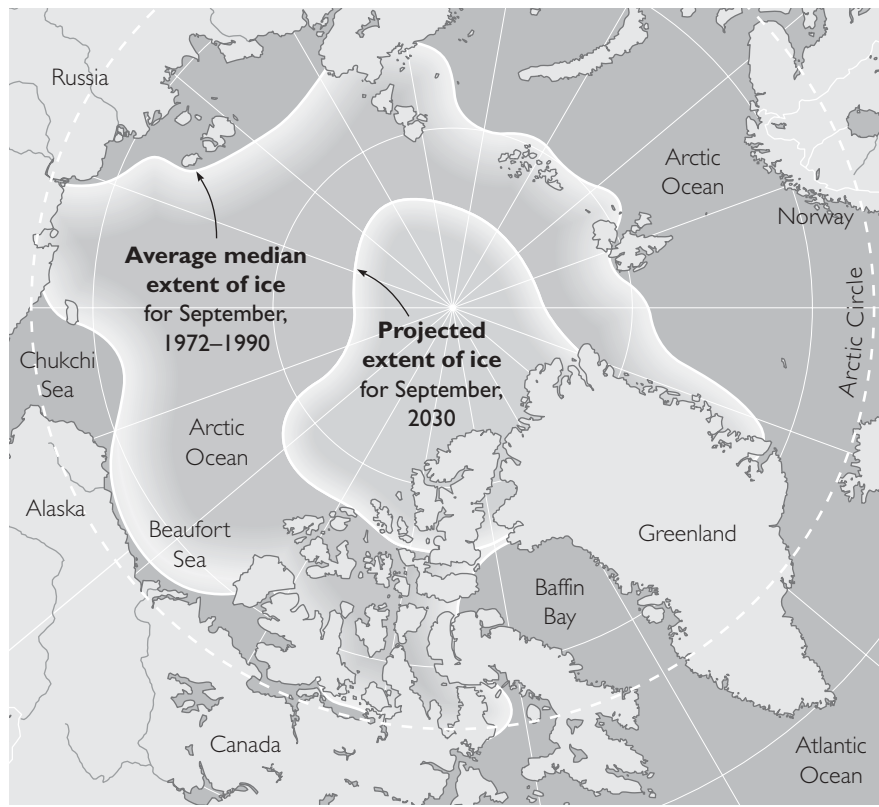 Russia
Arctic
Ocean
Norway
Average median
extent of ice
for September,
1972–1990
Projected
extent of ice
for September,
2030
Arctic Circle
Chukchi
Sea
Arctic
Ocean
Alaska
Beaufort
Sea
Greenland
Baffin
Bay
Canada
Atlantic
Ocean